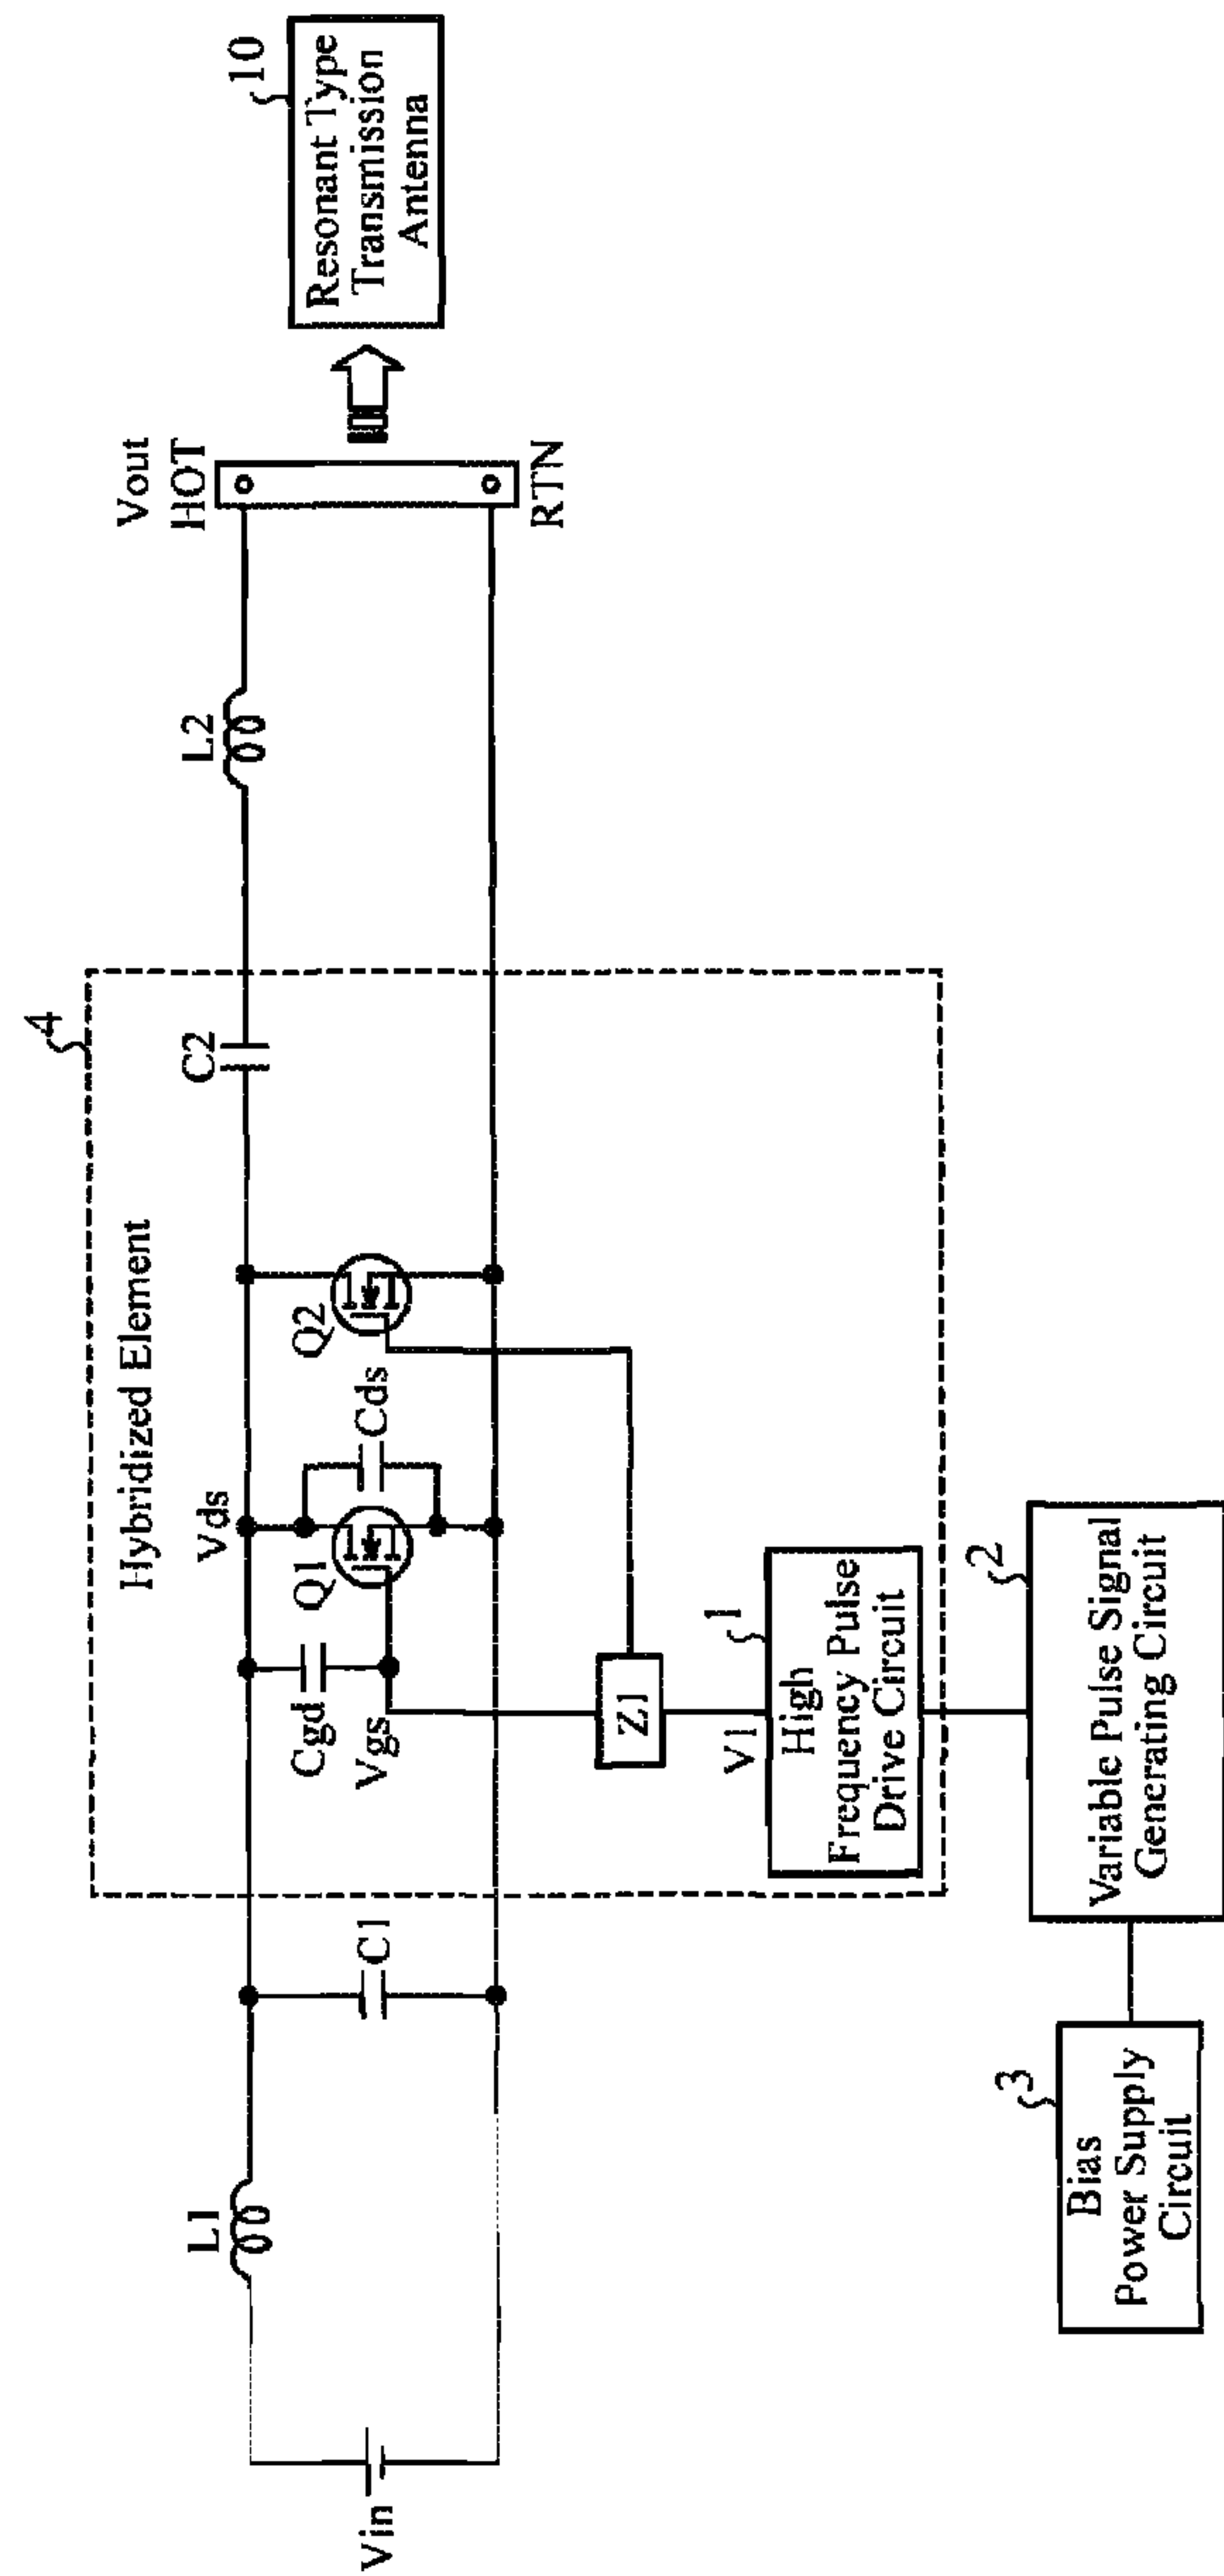 4
Hybridized Element
Vout
HOT
10
L1
Vds
C2
L2
Resonant Type
Transmission
Antenna
Vin
C1
Cgd
Vgs
Q1
Cds
Q2
RTN
Z1
V1
1
High
Frequency Pulse
Drive Circuit
3
Bias
Power Supply
Circuit
2
Variable Pulse Signal
Generating Circuit